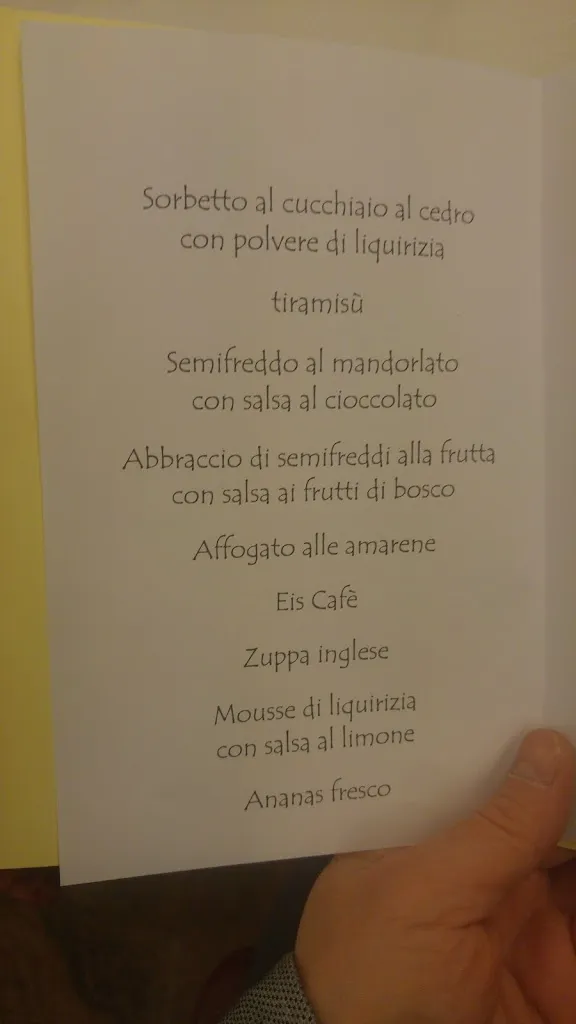 Sorbetto al cucchiaio al cedro
con polvere di liquirizia
tiramisù
Semifreddo al mandorlato
con salsa al cioccolato
Abbraccio di semifreddi alla frutta
con salsa ai frutti di bosco
Affogato alle amarene
Eis Cafè
Zuppa inglese
Mousse di liquirizia
con salsa al limone
Ananas fresco